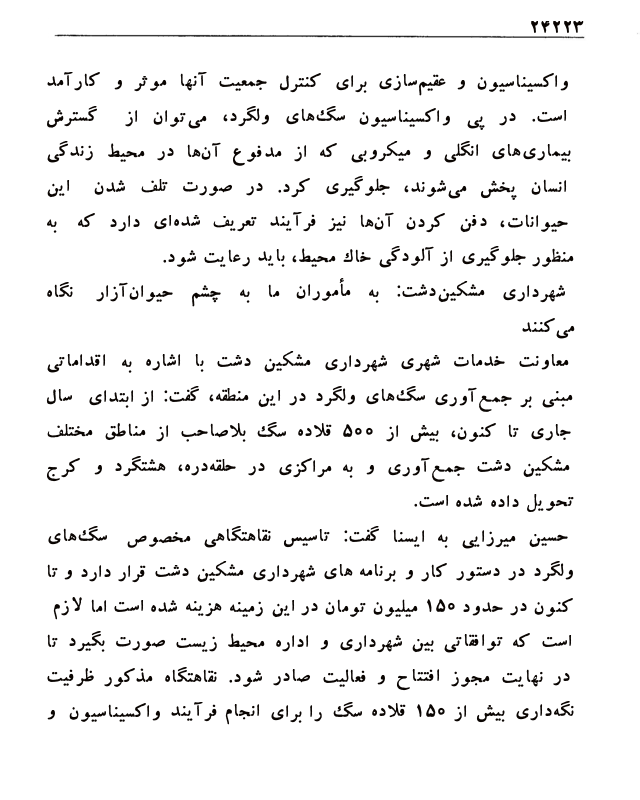 ۲۴۲۲۳
واکسیناسیون و عقیم‌سازی برای کنترل جمعیت آنها موثر و کارآمد
است. در پی واکسیناسیون سگ‌های ولگرد، می‌توان از گسترش
بیماری‌های انگلی و میکروبی که از مدفوع آن‌ها در محیط زندگی
انسان پخش می‌شوند، جلوگیری کرد. در صورت تلف شدن این
حیوانات، دفن کردن آن‌ها نیز فرآیند تعریف شده‌ای دارد که به
منظور جلوگیری از آلودگی خاک محیط، باید رعایت شود.
شهرداری مشکین‌دشت: به مأموران ما به چشم حیوان‌آزار نگاه
می‌کنند
معاونت خدمات شهری شهرداری مشکین دشت با اشاره به اقداماتی
مبنی بر جمع‌آوری سگ‌های ولگرد در این منطقه، گفت: از ابتدای سال
جاری تا کنون، بیش از ۵۰۰ قلاده سگ بلاصاحب از مناطق مختلف
مشکین دشت جمع‌آوری و به مراکزی در حلقه‌دره، هشتگرد و کرج
تحویل داده شده است.
حسین میرزایی به ایسنا گفت: تاسیس نقاهتگاهی مخصوص سگ‌های
ولگرد در دستور کار و برنامه های شهرداری مشکین دشت قرار دارد و تا
کنون در حدود ۱۵۰ میلیون تومان در این زمینه هزینه شده است اما لازم
است که توافقاتی بین شهرداری و اداره محیط زیست صورت بگیرد تا
در نهایت مجوز افتتاح و فعالیت صادر شود. نقاهتگاه مذکور ظرفیت
نگه‌داری بیش از ۱۵۰ قلاده سگ را برای انجام فرآیند واکسیناسیون و